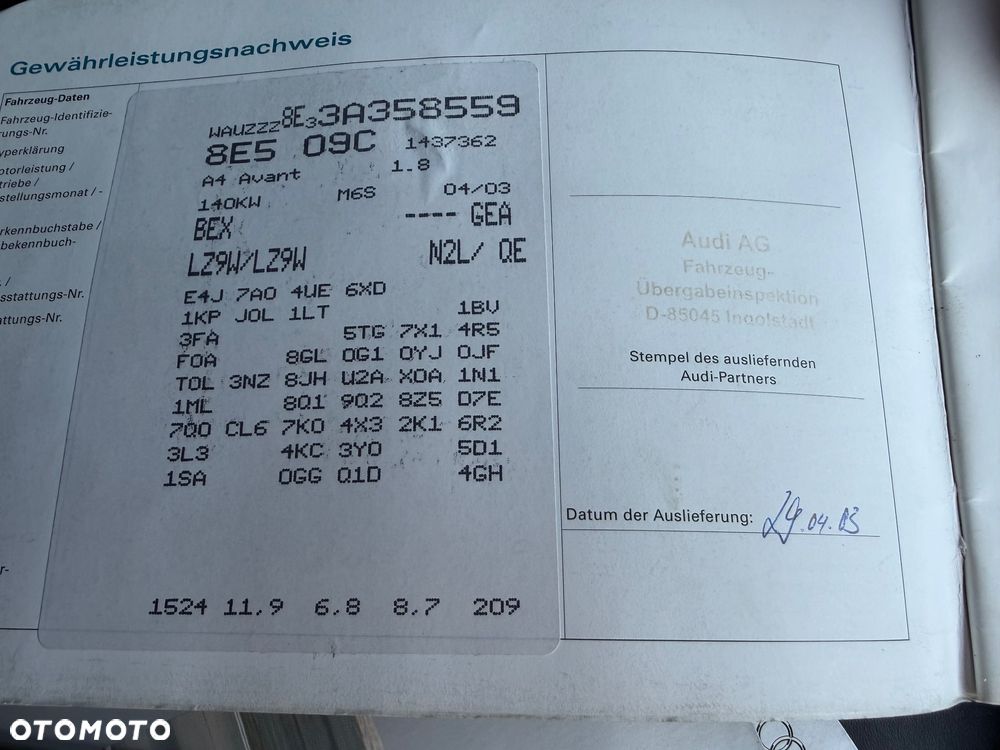 Gewährleistungsnachweis
Fahrzeug-Daten
Fahrzeug-Identifizie-
rungs-Nr.
yperklärung
otorleistung /
triebe /
stellungsmonat / -
rkennbuchstabe /
bekennbuch-
. /
sstattungs-Nr.
attungs-Nr.
r-
WAUZZZ8E33A358559
8E5 09C 1437362
A4 Avant 1.8
140KW M6S 04/03
BEX ---- GEA
LZ9W/LZ9W N2L/ QE
E4J 7A0 4UE 6XD
1KP J0L 1LT 1BV
3FA 5TG 7X1 4R5
F0A 8GL 0G1 0YJ 0JF
T0L 3NZ 8JH U2A X0A 1N1
1ML 8Q1 9Q2 8Z5 07E
7Q0 CL6 7K0 4X3 2K1 6R2
3L3 4KC 3Y0 5D1
1SA 0GG Q1D 4GH
1524 11,9 6,8 8,7 209
Audi AG
Fahrzeug-
Übergabeinspektion
D-85045 Ingolstadt
Stempel des ausliefernden
Audi-Partners
Datum der Auslieferung: 29.04.03
OTOMOTO